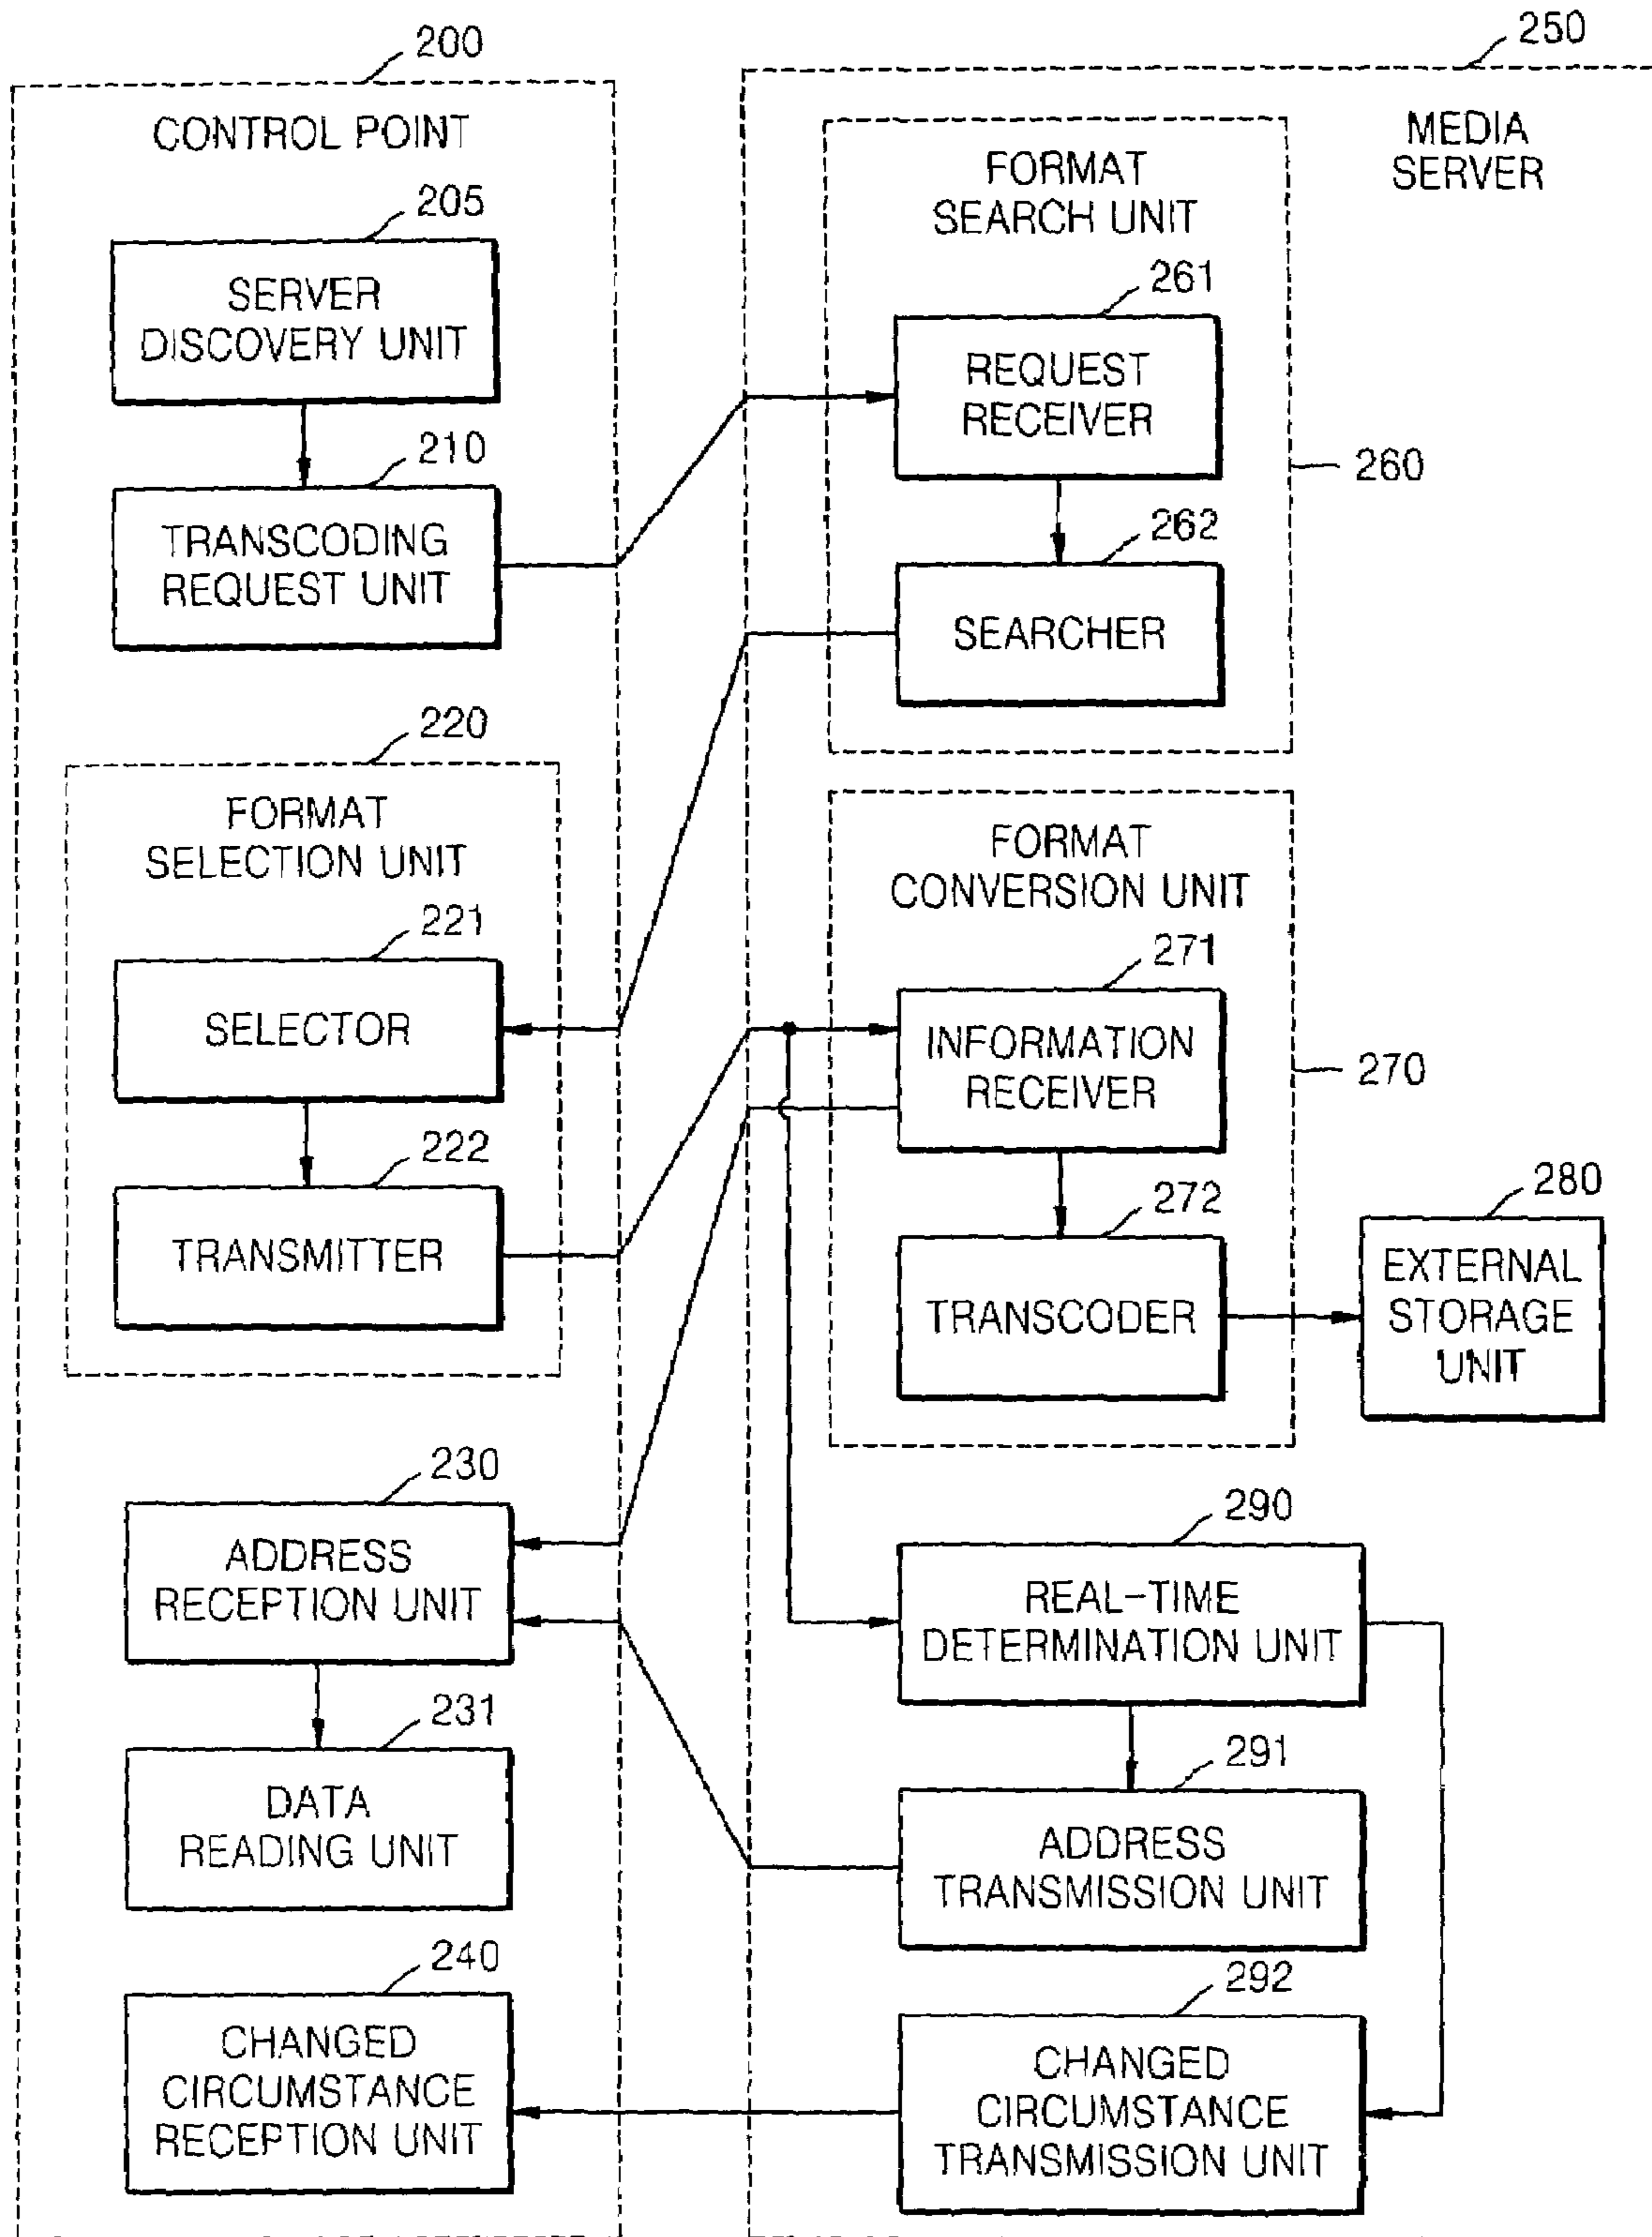 200
CONTROL POINT
205
SERVER
DISCOVERY UNIT
210
TRANSCODING
REQUEST UNIT
220
FORMAT
SELECTION UNIT
221
SELECTOR
222
TRANSMITTER
230
ADDRESS
RECEPTION UNIT
231
DATA
READING UNIT
240
CHANGED
CIRCUMSTANCE
RECEPTION UNIT
250
MEDIA
SERVER
FORMAT
SEARCH UNIT
261
REQUEST
RECEIVER
260
262
SEARCHER
FORMAT
CONVERSION UNIT
271
INFORMATION
RECEIVER
270
272
TRANSCODER
280
EXTERNAL
STORAGE
UNIT
290
REAL-TIME
DETERMINATION UNIT
291
ADDRESS
TRANSMISSION UNIT
292
CHANGED
CIRCUMSTANCE
TRANSMISSION UNIT